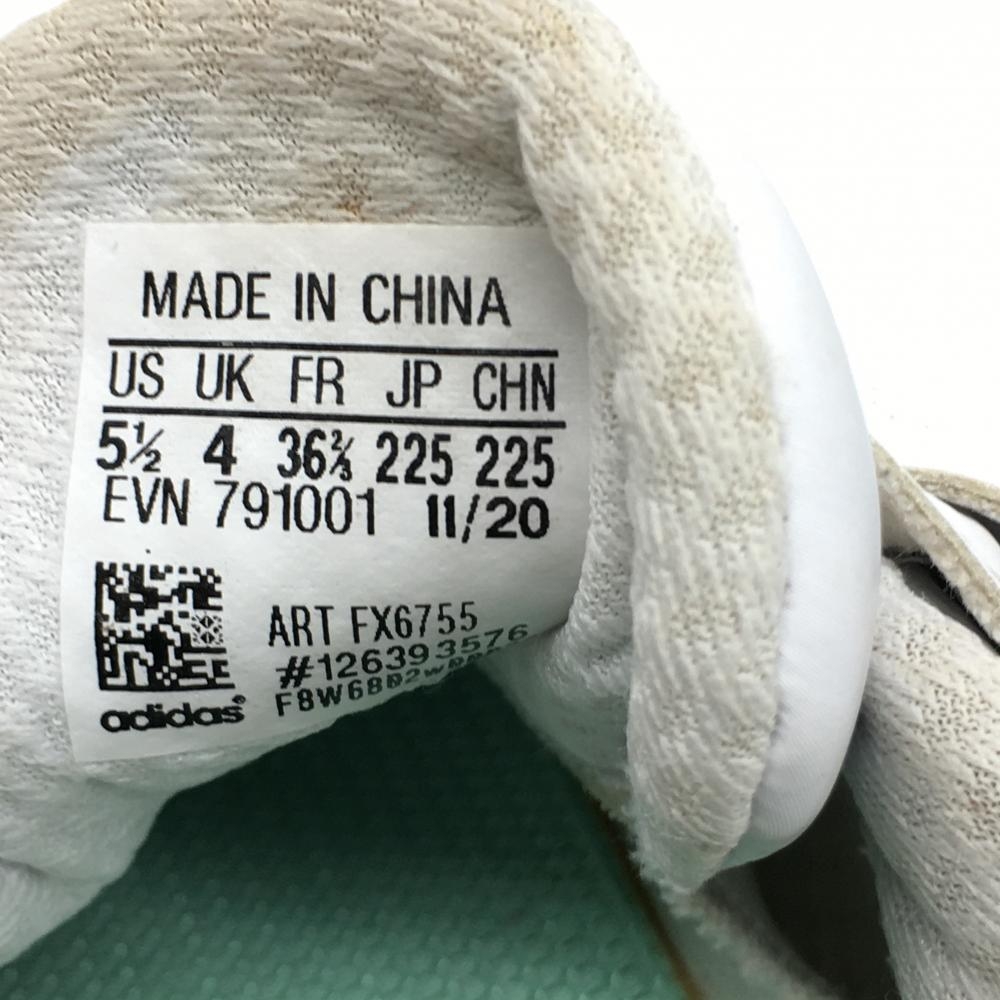 MADE IN CHINA
US UK FR JP CHN
5½ 4 36⅔ 225 225
EVN 791001 11/20
ART FX6755
#126393576
adidas®